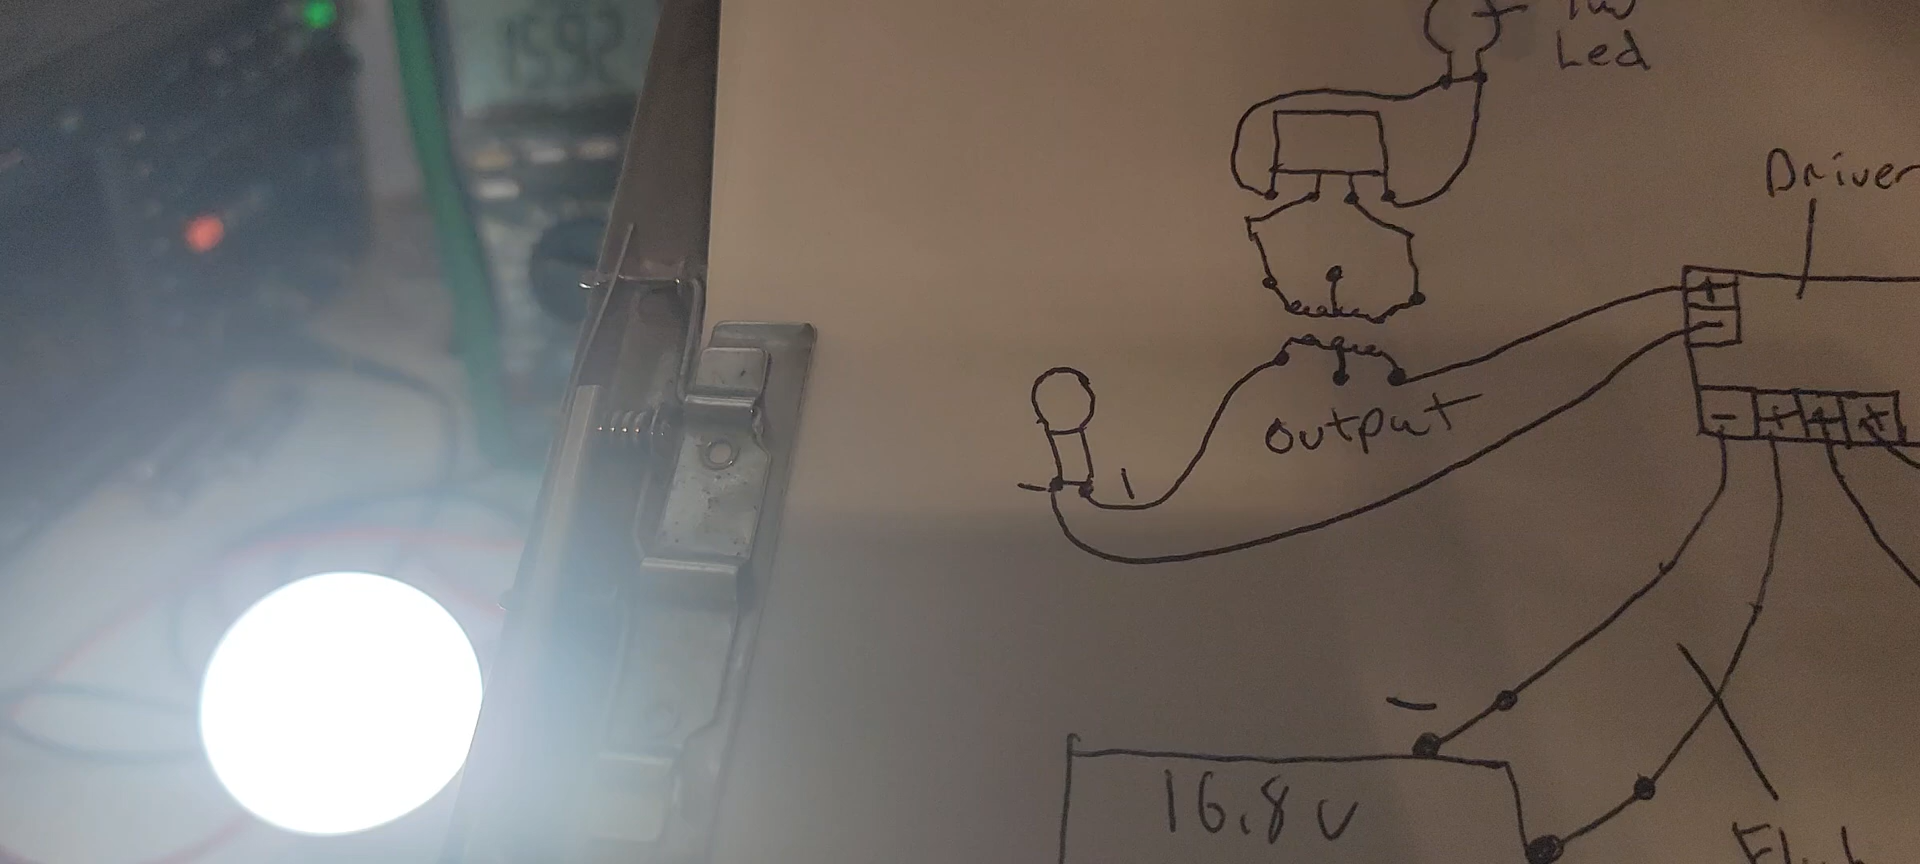 Led
Driver
+
-
output
- + + +
16.8v